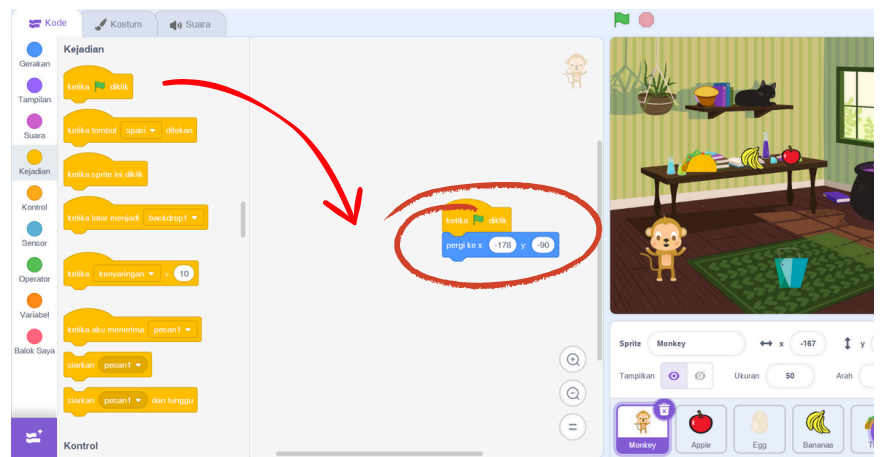 Kode
Kostum
Suara
Gerakan
Tampilan
Suara
Kejadian
Kontrol
Sensor
Operator
Variabel
Balok Saya
Kejadian
ketika diklik
ketika tombol spasi ditekan
ketika sprite ini diklik
ketika latar menjadi backdrop1
ketika kenyaringan > 10
ketika aku menerima pesan1
siarkan pesan1
siarkan pesan1 dan tunggu
Kontrol
ketika diklik
pergi ke x: -178 y: -90
Sprite Monkey x -167 y
Tampilkan Ukuran 50 Arah
Monkey
Apple
Egg
Bananas